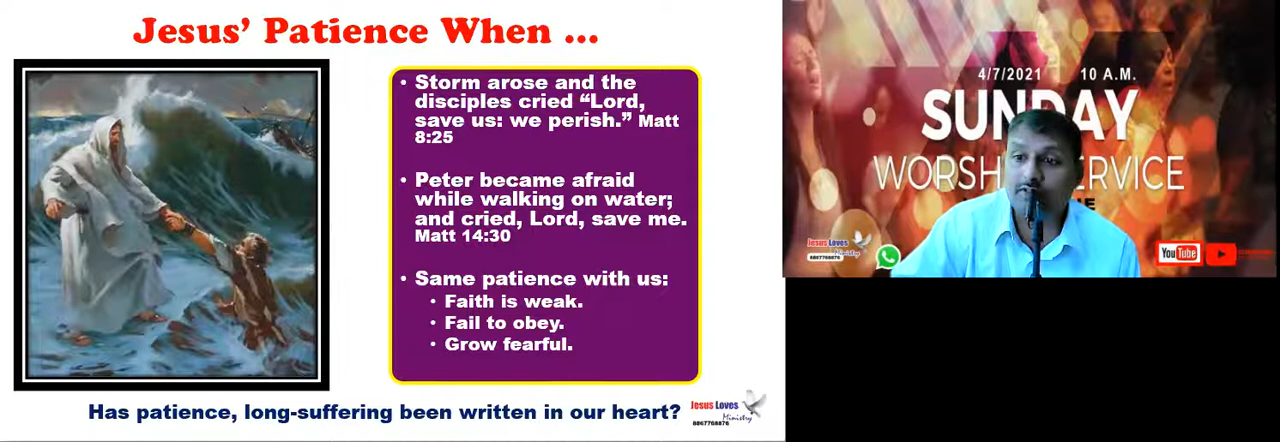 Jesus' Patience When ...
• Storm arose and the
disciples cried “Lord,
save us: we perish.” Matt
8:25
• Peter became afraid
while walking on water;
and cried, Lord, save me.
Matt 14:30
• Same patience with us:
• Faith is weak.
• Fail to obey.
• Grow fearful.
Has patience, long-suffering been written in our heart?
Jesus Loves
Ministry
8867768876
4/7/2021 10 A.M.
SUNDAY
WORSH ERVICE
Jesus Loves
8867768876
YouTube